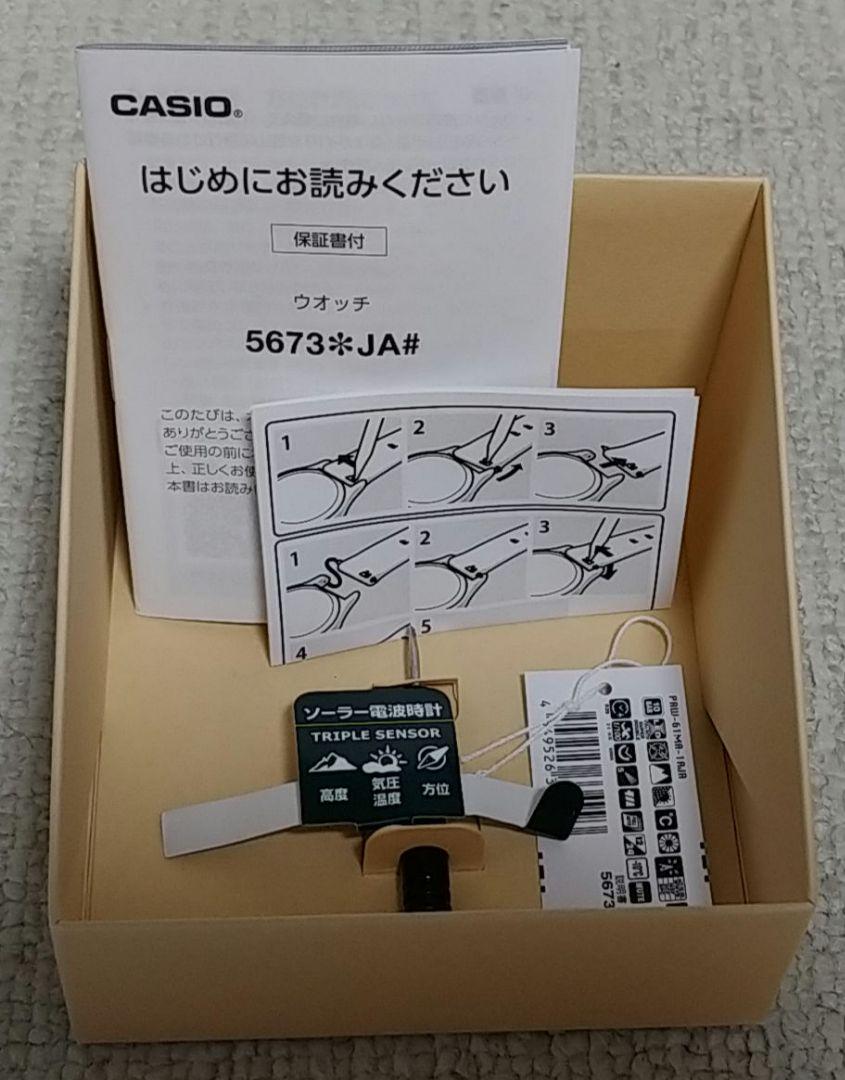 CASIO®
はじめにお読みください
保証書付
ウオッチ
5673✻JA#
このたびは、
ありがとうござ
ご使用の前に
上、正しくお使
本書はお読み
1
2
3
1
2
3
4
5
ソーラー電波時計
TRIPLE SENSOR
高度
気圧
温度
方位
説明書
5673